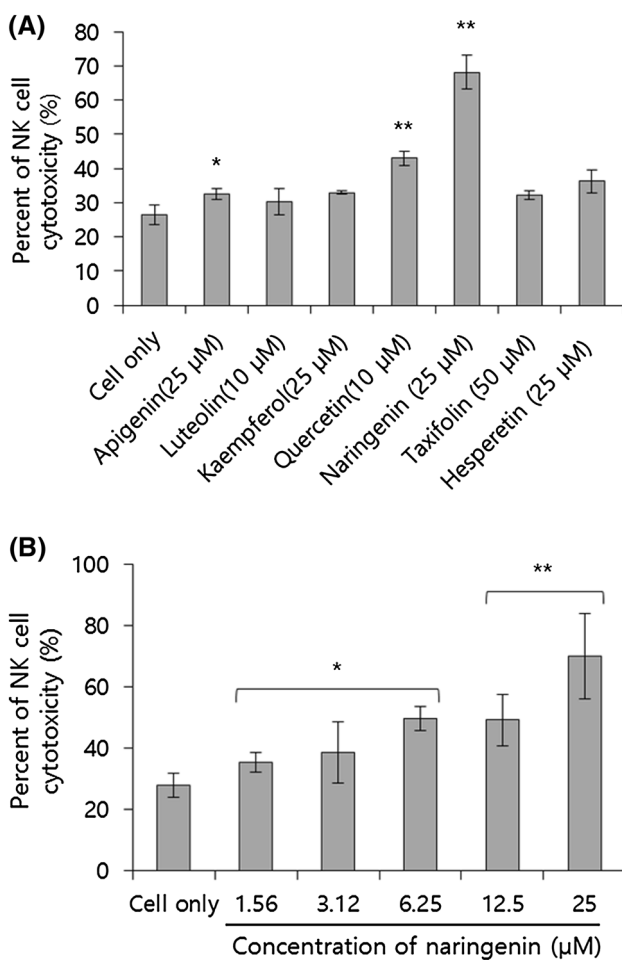 (A)
Percent of NK cell
cytotoxicity (%)
80
70
60
50
40
30
20
10
0
*
**
**
Cell only
Apigenin(25 µM)
Luteolin(10 µM)
Kaempferol(25 µM)
Quercetin(10 µM)
Naringenin (25 µM)
Taxifolin (50 µM)
Hesperetin (25 µM)
(B)
Percent of NK cell
cytotoxicity (%)
100
80
60
40
20
0
*
**
Cell only 1.56 3.12 6.25 12.5 25
Concentration of naringenin (µM)